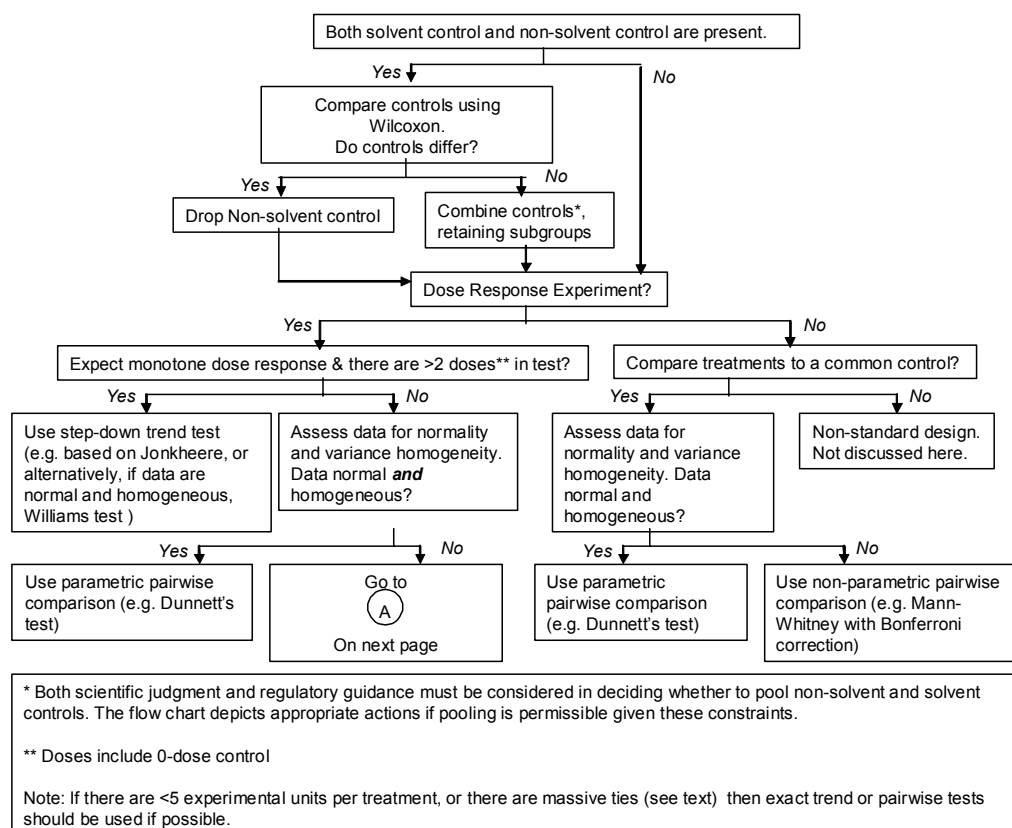 Both solvent control and non-solvent control are present.
Yes
No
Compare controls using
Wilcoxon.
Do controls differ?
Yes
No
Drop Non-solvent control
Combine controls*,
retaining subgroups
Dose Response Experiment?
Yes
No
Expect monotone dose response & there are >2 doses** in test?
Compare treatments to a common control?
Yes
No
Yes
No
Use step-down trend test
(e.g. based on Jonkheere, or
alternatively, if data are
normal and homogeneous,
Williams test )
Assess data for normality
and variance homogeneity.
Data normal and
homogeneous?
Assess data for
normality and variance
homogeneity. Data
normal and
homogeneous?
Non-standard design.
Not discussed here.
Yes
No
Yes
No
Use parametric pairwise
comparison (e.g. Dunnett's
test)
Go to
A
On next page
Use parametric
pairwise comparison
(e.g. Dunnett's test)
Use non-parametric pairwise
comparison (e.g. Mann-
Whitney with Bonferroni
correction)
* Both scientific judgment and regulatory guidance must be considered in deciding whether to pool non-solvent and solvent
controls. The flow chart depicts appropriate actions if pooling is permissible given these constraints.
** Doses include 0-dose control
Note: If there are <5 experimental units per treatment, or there are massive ties (see text) then exact trend or pairwise tests
should be used if possible.